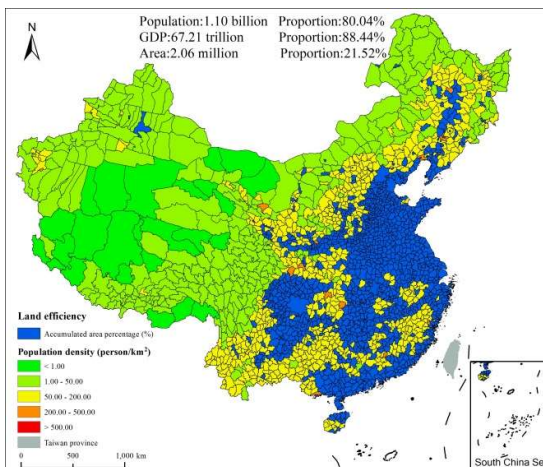 Population:1.10 billion Proportion:80.04%
GDP:67.21 trillion Proportion:88.44%
Area:2.06 million Proportion:21.52%
N
Land efficiency
Accumulated area percentage (%)
Population density (person/km²)
< 1.00
1.00 - 50.00
50.00 - 200.00
200.00 - 500.00
> 500.00
Taiwan province
0 500 1,000 km
South China Se